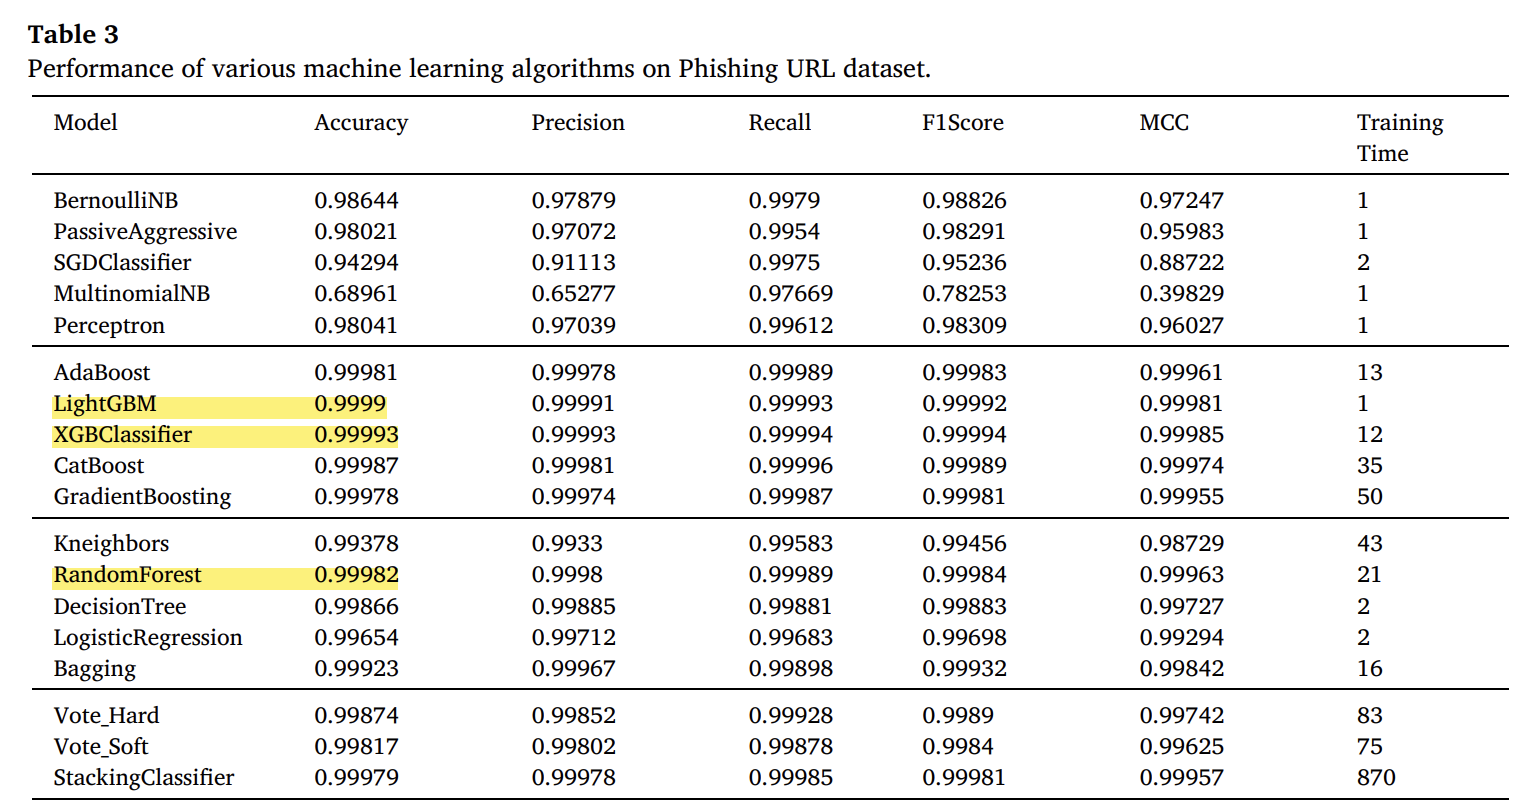 Table 3
Performance of various machine learning algorithms on Phishing URL dataset.
Model Accuracy Precision Recall F1Score MCC Training
Time
BernoulliNB 0.98644 0.97879 0.9979 0.98826 0.97247 1
PassiveAggressive 0.98021 0.97072 0.9954 0.98291 0.95983 1
SGDClassifier 0.94294 0.91113 0.9975 0.95236 0.88722 2
MultinomialNB 0.68961 0.65277 0.97669 0.78253 0.39829 1
Perceptron 0.98041 0.97039 0.99612 0.98309 0.96027 1
AdaBoost 0.99981 0.99978 0.99989 0.99983 0.99961 13
LightGBM 0.9999 0.99991 0.99993 0.99992 0.99981 1
XGBClassifier 0.99993 0.99993 0.99994 0.99994 0.99985 12
CatBoost 0.99987 0.99981 0.99996 0.99989 0.99974 35
GradientBoosting 0.99978 0.99974 0.99987 0.99981 0.99955 50
Kneighbors 0.99378 0.9933 0.99583 0.99456 0.98729 43
RandomForest 0.99982 0.9998 0.99989 0.99984 0.99963 21
DecisionTree 0.99866 0.99885 0.99881 0.99883 0.99727 2
LogisticRegression 0.99654 0.99712 0.99683 0.99698 0.99294 2
Bagging 0.99923 0.99967 0.99898 0.99932 0.99842 16
Vote_Hard 0.99874 0.99852 0.99928 0.9989 0.99742 83
Vote_Soft 0.99817 0.99802 0.99878 0.9984 0.99625 75
StackingClassifier 0.99979 0.99978 0.99985 0.99981 0.99957 870